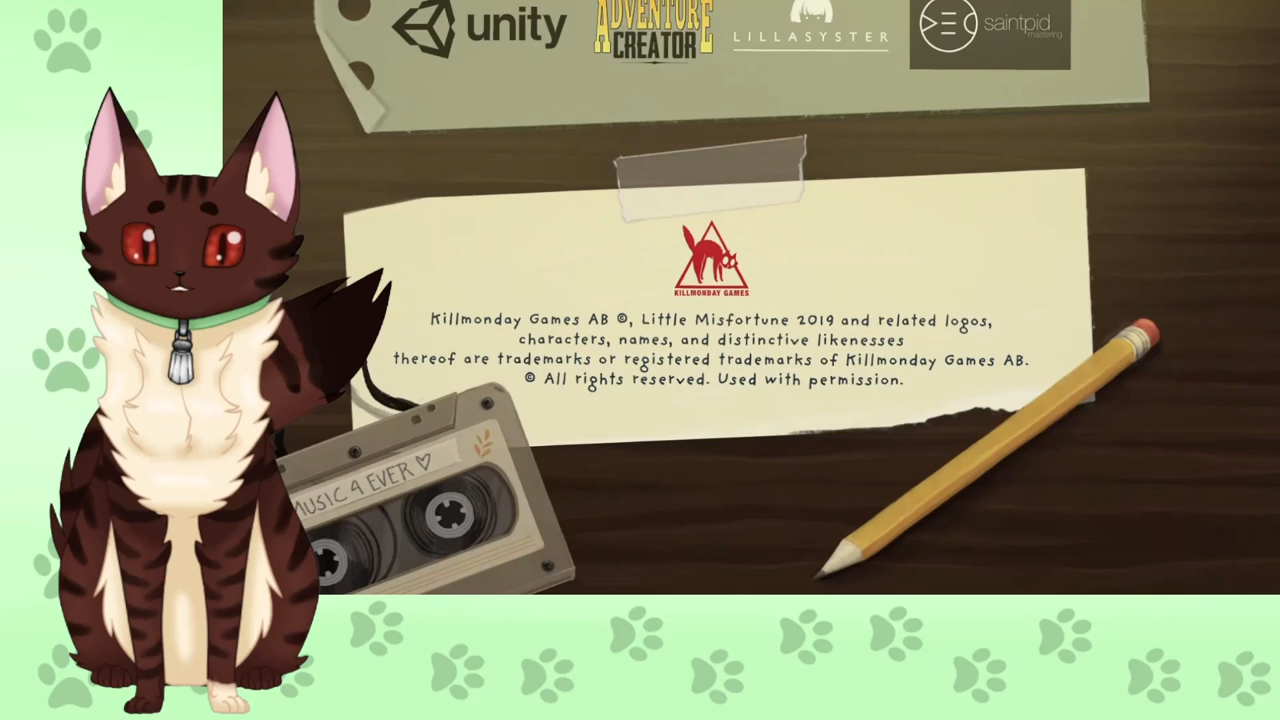 unity
ADVENTURE
CREATOR
LILLASYSTER
saintpid
mastering
KILLMONDAY GAMES
Killmonday Games AB ©, Little Misfortune 2019 and related logos,
characters, names, and distinctive likenesses
thereof are trademarks or registered trademarks of Killmonday Games AB.
© All rights reserved. Used with permission.
MUSIC 4 EVER ♡